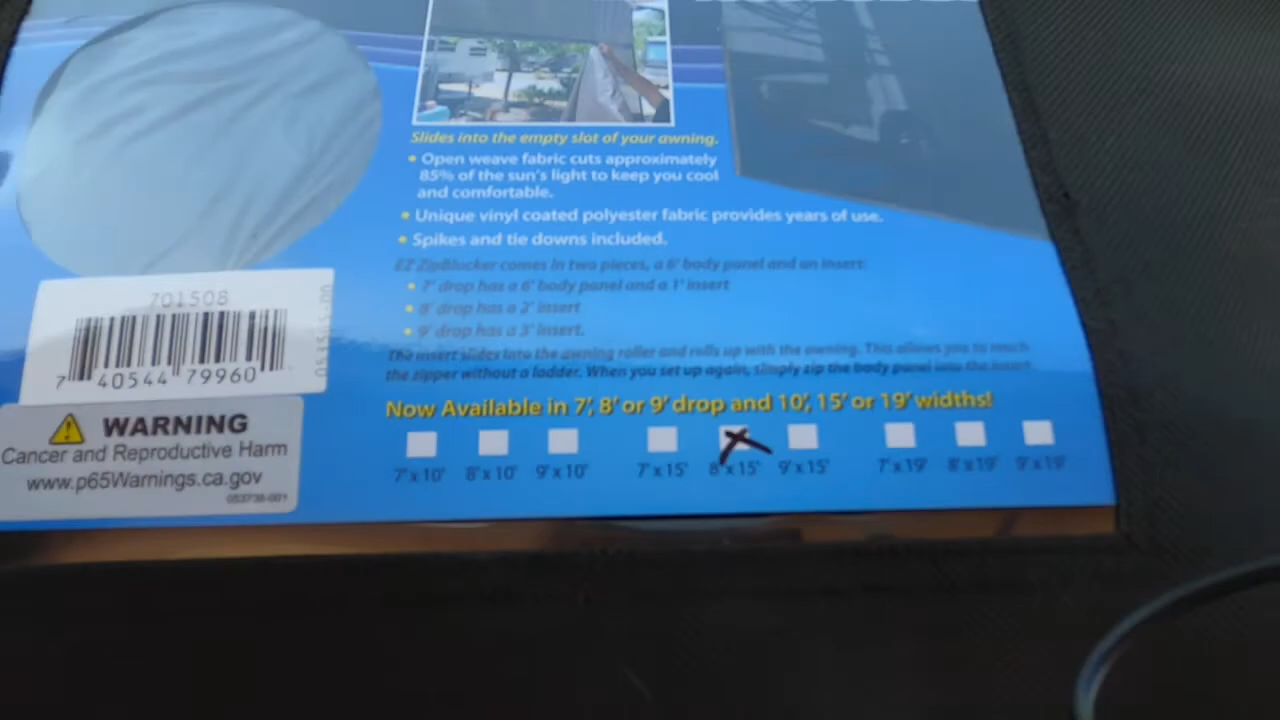 Slides into the empty slot of your awning.
• Open weave fabric cuts approximately
85% of the sun's light to keep you cool
and comfortable.
• Unique vinyl coated polyester fabric provides years of use.
• Spikes and tie downs included.
EZ ZipBlocker comes in two pieces, a 6' body panel and an insert:
• 7' drop has a 6' body panel and a 1' insert
• 8' drop has a 2' insert
• 9' drop has a 3' insert.
The insert slides into the awning roller and rolls up with the awning. This allows you to reach
the zipper without a ladder. When you set up again, simply zip the body panel into the insert.
Now Available in 7', 8' or 9' drop and 10', 15' or 19' widths!
7' x 10' 8' x 10' 9' x 10' 7' x 15' 8' x 15' 9' x 15' 7' x 19' 8' x 19' 9' x 19'
701508
7 40544 79960
WARNING
Cancer and Reproductive Harm
www.p65Warnings.ca.gov
053738-001